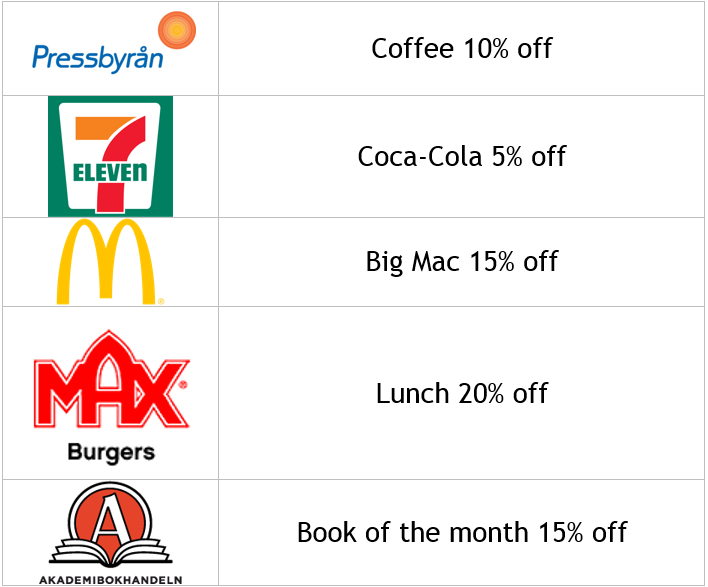 Pressbyrån
Coffee 10% off
7
ELEVEN
Coca-Cola 5% off
M
®
Big Mac 15% off
MAX®
Burgers
Lunch 20% off
A
AKADEMIBOKHANDELN
Book of the month 15% off